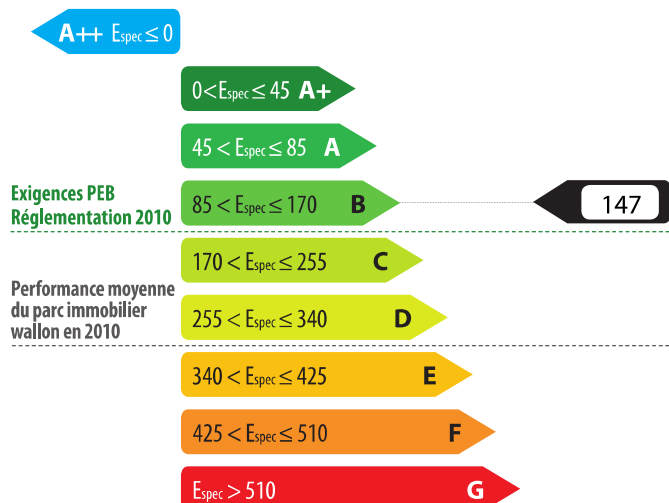 A++ Espec ≤ 0
0 < Espec ≤ 45 A+
45 < Espec ≤ 85 A
Exigences PEB
Réglementation 2010
85 < Espec ≤ 170 B
147
170 < Espec ≤ 255 C
Performance moyenne
du parc immobilier
wallon en 2010
255 < Espec ≤ 340 D
340 < Espec ≤ 425 E
425 < Espec ≤ 510 F
Espec > 510 G